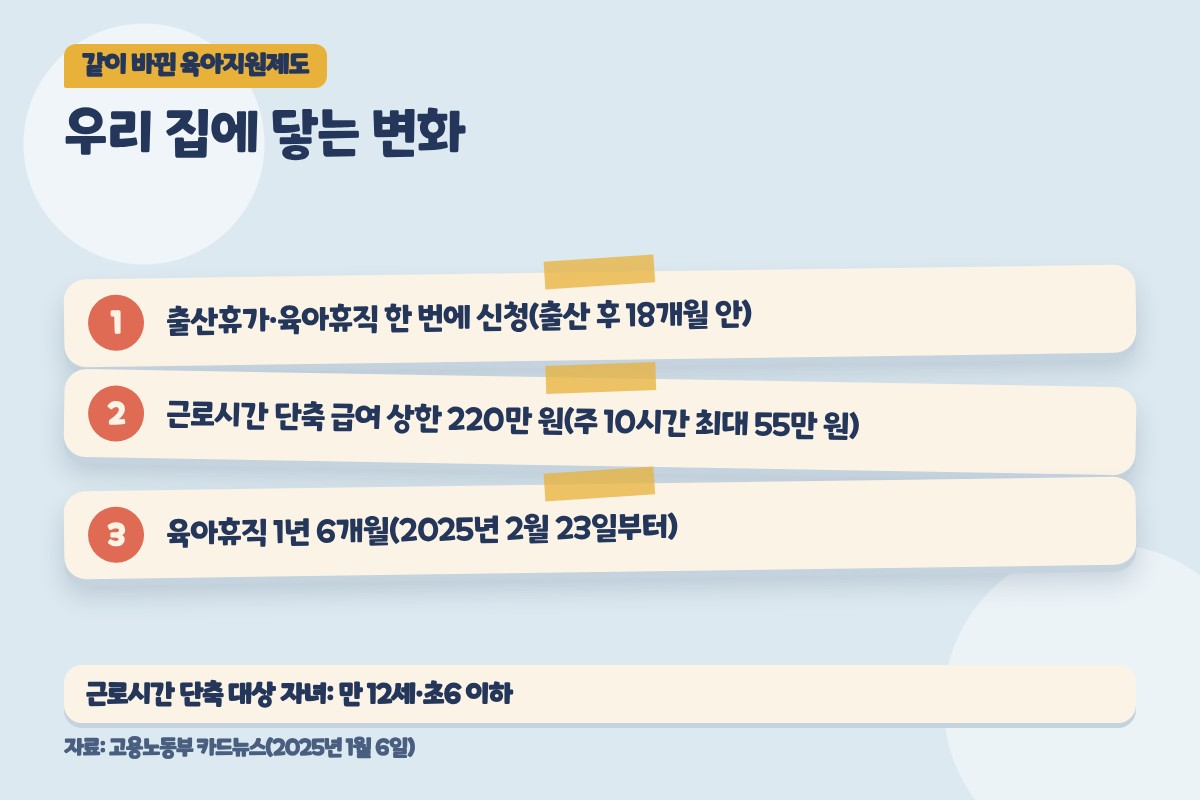 같이 바뀐 육아지원제도
우리 집에 닿는 변화
1 출산휴가·육아휴직 한 번에 신청(출산 후 18개월 안)
2 근로시간 단축 급여 상한 220만 원(주 10시간 최대 55만 원)
3 육아휴직 1년 6개월(2025년 2월 23일부터)
근로시간 단축 대상 자녀: 만 12세·초6 이하
자료: 고용노동부 카드뉴스(2025년 1월 6일)